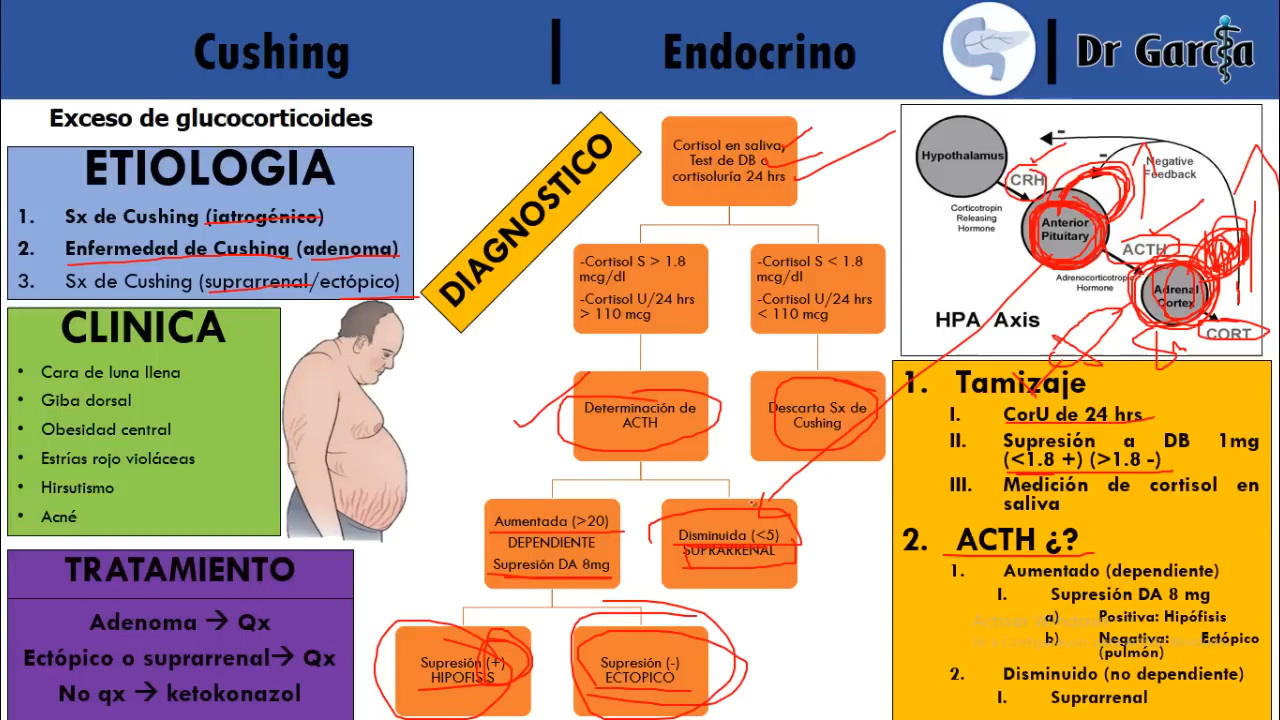 Cushing
Endocrino
Dr García
Exceso de glucocorticoides
ETIOLOGIA
1. Sx de Cushing (iatrogénico)
2. Enfermedad de Cushing (adenoma)
3. Sx de Cushing (suprarrenal/ectópico)
CLINICA
• Cara de luna llena
• Giba dorsal
• Obesidad central
• Estrías rojo violáceas
• Hirsutismo
• Acné
TRATAMIENTO
Adenoma → Qx
Ectópico o suprarrenal→ Qx
No qx → ketokonazol
DIAGNOSTICO
Cortisol en saliva,
Test de DB o
cortisoluría 24 hrs
-Cortisol S > 1.8
mcg/dl
-Cortisol U/24 hrs
> 110 mcg
-Cortisol S < 1.8
mcg/dl
-Cortisol U/24 hrs
< 110 mcg
Determinación de
ACTH
Descarta Sx de
Cushing
Aumentada (>20)
DEPENDIENTE
Supresión DA 8mg
Disminuida (<5)
SUPRARRENAL
Supresión (+)
HIPOFISIS
Supresión (-)
ECTOPICO
Hypothalamus
CRH
Corticotropin
Releasing
Hormone
Anterior
Pituitary
ACTH
Adrenocorticotropic
Hormone
Adrenal
Cortex
CORT
-
-
Negative
Feedback
HPA Axis
1. Tamizaje
I. CorU de 24 hrs
II. Supresión a DB 1mg
(<1.8 +) (>1.8 -)
III. Medición de cortisol en
saliva
2. ACTH ¿?
1. Aumentado (dependiente)
I. Supresión DA 8 mg
a) Positiva: Hipófisis
b) Negativa: Ectópico
(pulmón)
2. Disminuido (no dependiente)
I. Suprarrenal